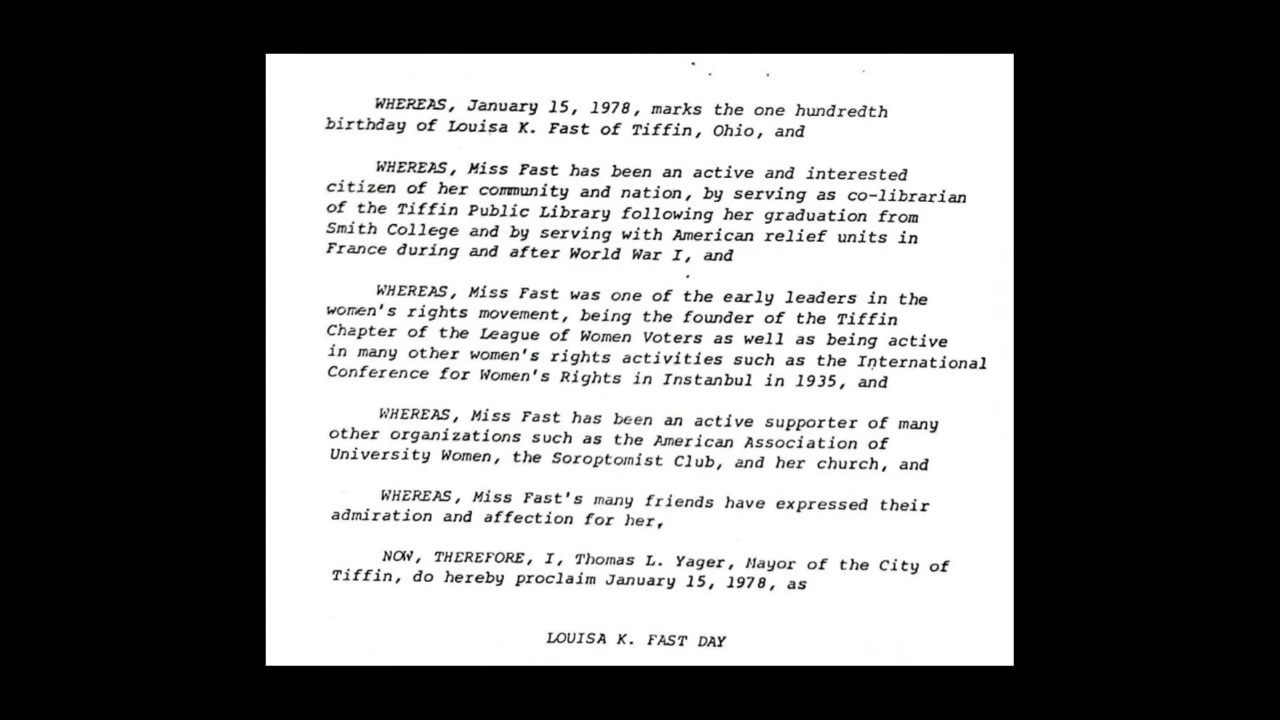 WHEREAS, January 15, 1978, marks the one hundredth
birthday of Louisa K. Fast of Tiffin, Ohio, and
WHEREAS, Miss Fast has been an active and interested
citizen of her community and nation, by serving as co-librarian
of the Tiffin Public Library following her graduation from
Smith College and by serving with American relief units in
France during and after World War I, and
WHEREAS, Miss Fast was one of the early leaders in the
women's rights movement, being the founder of the Tiffin
Chapter of the League of Women Voters as well as being active
in many other women's rights activities such as the International
Conference for Women's Rights in Instanbul in 1935, and
WHEREAS, Miss Fast has been an active supporter of many
other organizations such as the American Association of
University Women, the Soroptomist Club, and her church, and
WHEREAS, Miss Fast's many friends have expressed their
admiration and affection for her,
NOW, THEREFORE, I, Thomas L. Yager, Mayor of the City of
Tiffin, do hereby proclaim January 15, 1978, as
LOUISA K. FAST DAY